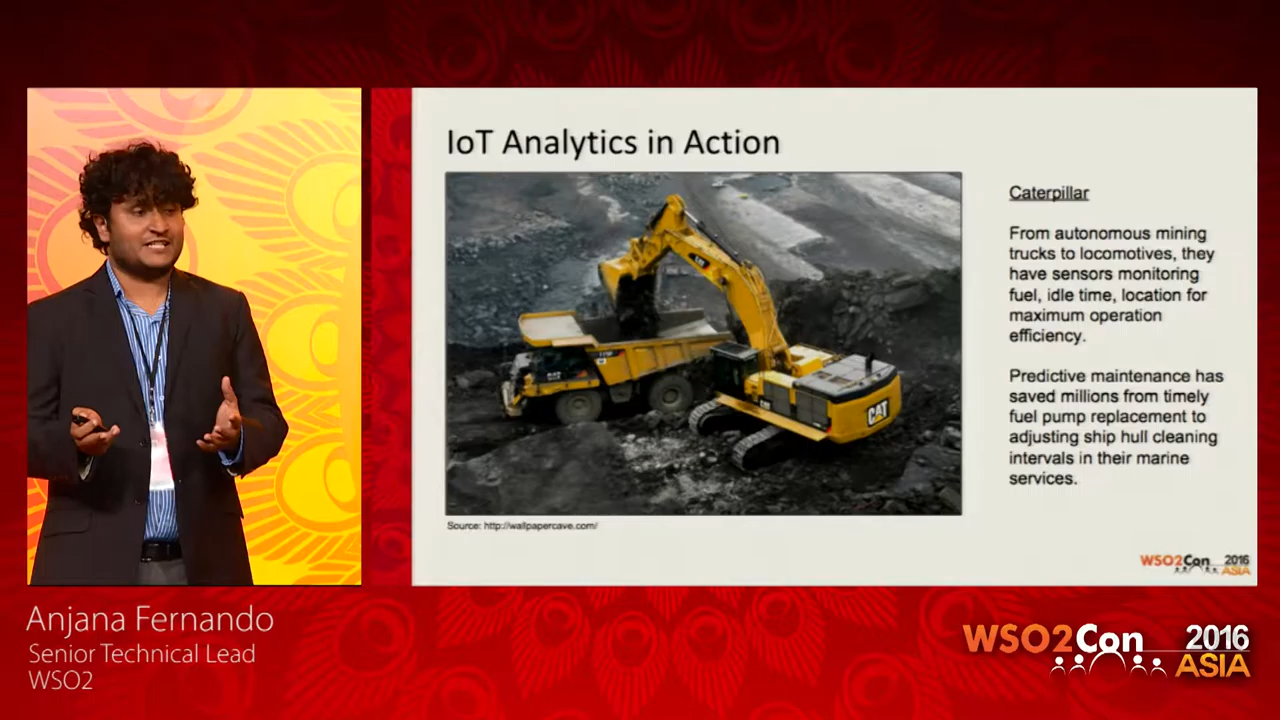 IoT Analytics in Action
Caterpillar
From autonomous mining
trucks to locomotives, they
have sensors monitoring
fuel, idle time, location for
maximum operation
efficiency.
Predictive maintenance has
saved millions from timely
fuel pump replacement to
adjusting ship hull cleaning
intervals in their marine
services.
CAT
Source: http://wallpapercave.com/
WSO2Con 2016
ASIA
Anjana Fernando
Senior Technical Lead
WSO2
WSO2Con 2016
ASIA